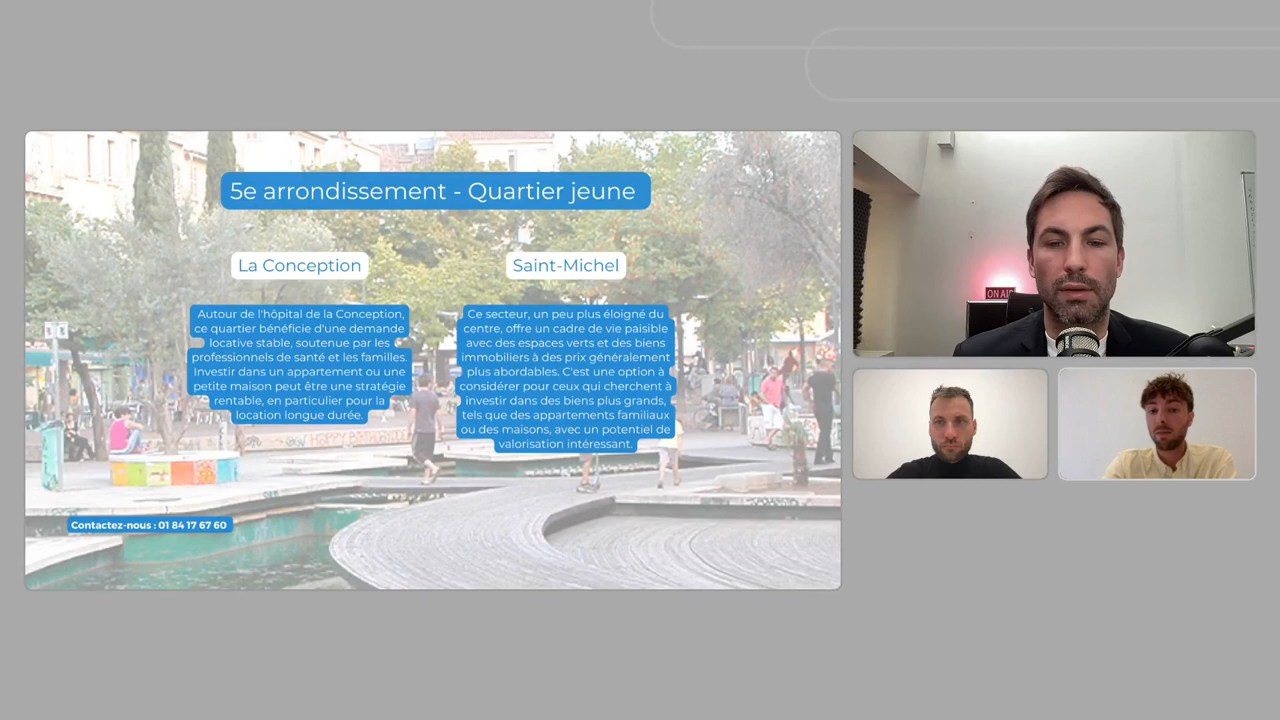 5e arrondissement - Quartier jeune
La Conception
Autour de l'hôpital de la Conception,
ce quartier bénéficie d'une demande
locative stable, soutenue par les
professionnels de santé et les familles.
Investir dans un appartement ou une
petite maison peut être une stratégie
rentable, en particulier pour la
location longue durée.
Saint-Michel
Ce secteur, un peu plus éloigné du
centre, offre un cadre de vie paisible
avec des espaces verts et des biens
immobiliers à des prix généralement
plus abordables. C'est une option à
considérer pour ceux qui cherchent à
investir dans des biens plus grands,
tels que des appartements familiaux
ou des maisons, avec un potentiel de
valorisation intéressant.
Contactez-nous : 01 84 17 67 60
ON AIR